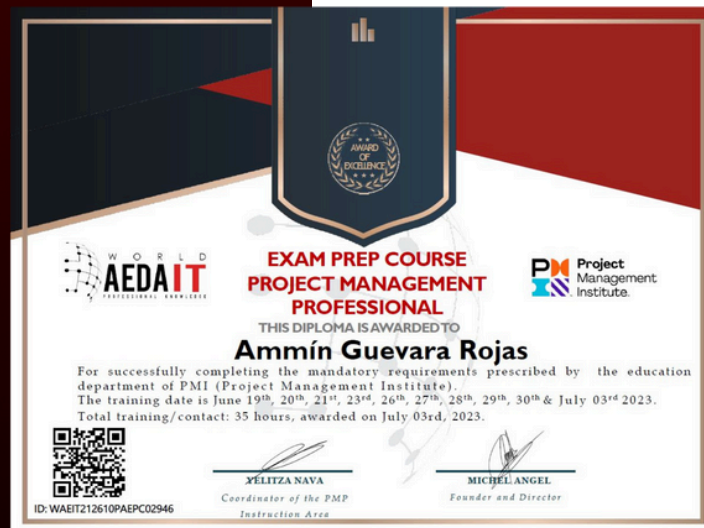 AWARD
OF
EXCELLENCE
WORLD
AEDAIT
PROFESSIONAL KNOWLEDGE
EXAM PREP COURSE
PROJECT MANAGEMENT
PROFESSIONAL
Project
Management
Institute.
THIS DIPLOMA IS AWARDED TO
Ammín Guevara Rojas
For successfully completing the mandatory requirements prescribed by the education
department of PMI (Project Management Institute).
The training date is June 19th, 20th, 21st, 23rd, 26th, 27th, 28th, 29th, 30th & July 03rd 2023.
Total training/contact: 35 hours, awarded on July 03rd, 2023.
YELITZA NAVA
Coordinator of the PMP
Instruction Area
MICHEL ANGEL
Founder and Director
ID: WAEIT212610PAEPC02946